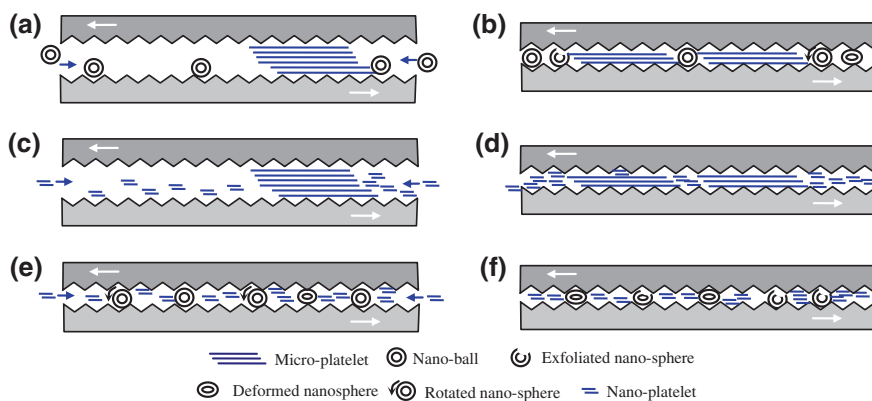 (a)
(b)
(c)
(d)
(e)
(f)
Micro-platelet Nano-ball Exfoliated nano-sphere
Deformed nanosphere Rotated nano-sphere Nano-platelet